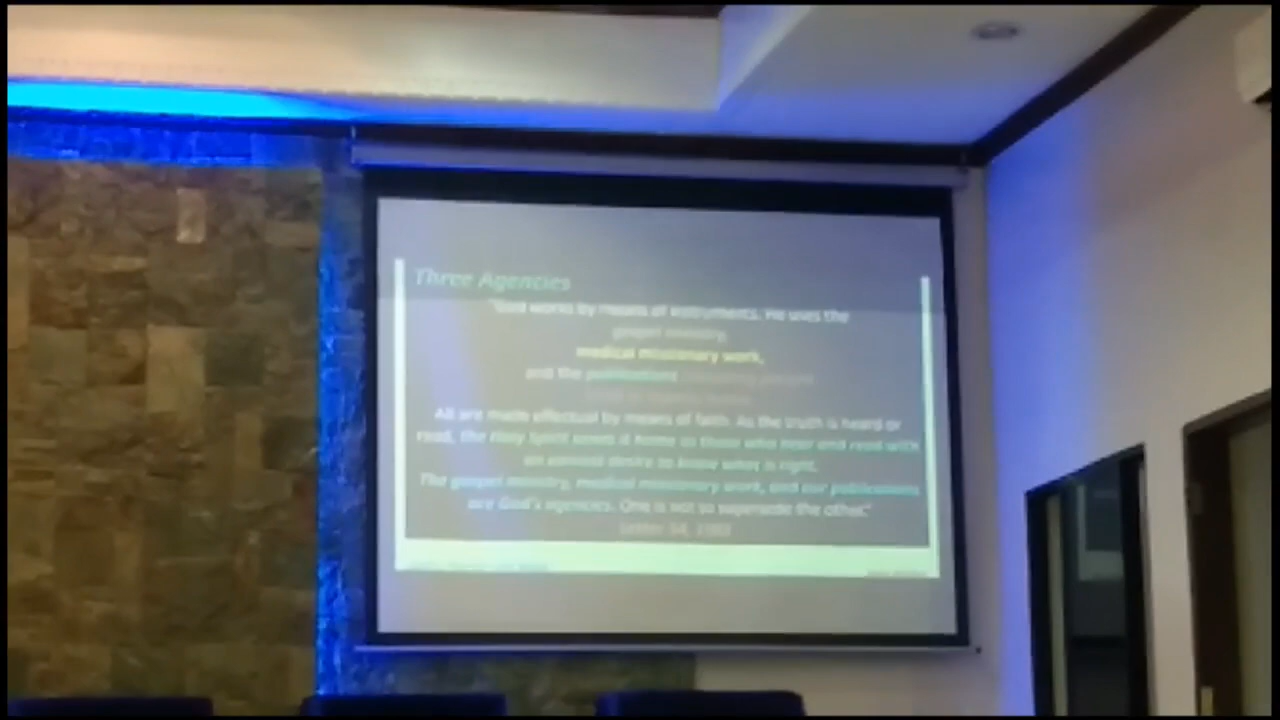 Three Agencies
"God works by means of instruments. He uses the
gospel ministry,
medical missionary work,
and the publications
All are made effectual by means of faith. As the truth is heard or
read, the Holy Spirit sends it home to those who hear and read with
an earnest desire to know what is right.
The gospel ministry, medical missionary work, and our publications
are God's agencies. One is not to supersede the other."
Letter 54, 1903